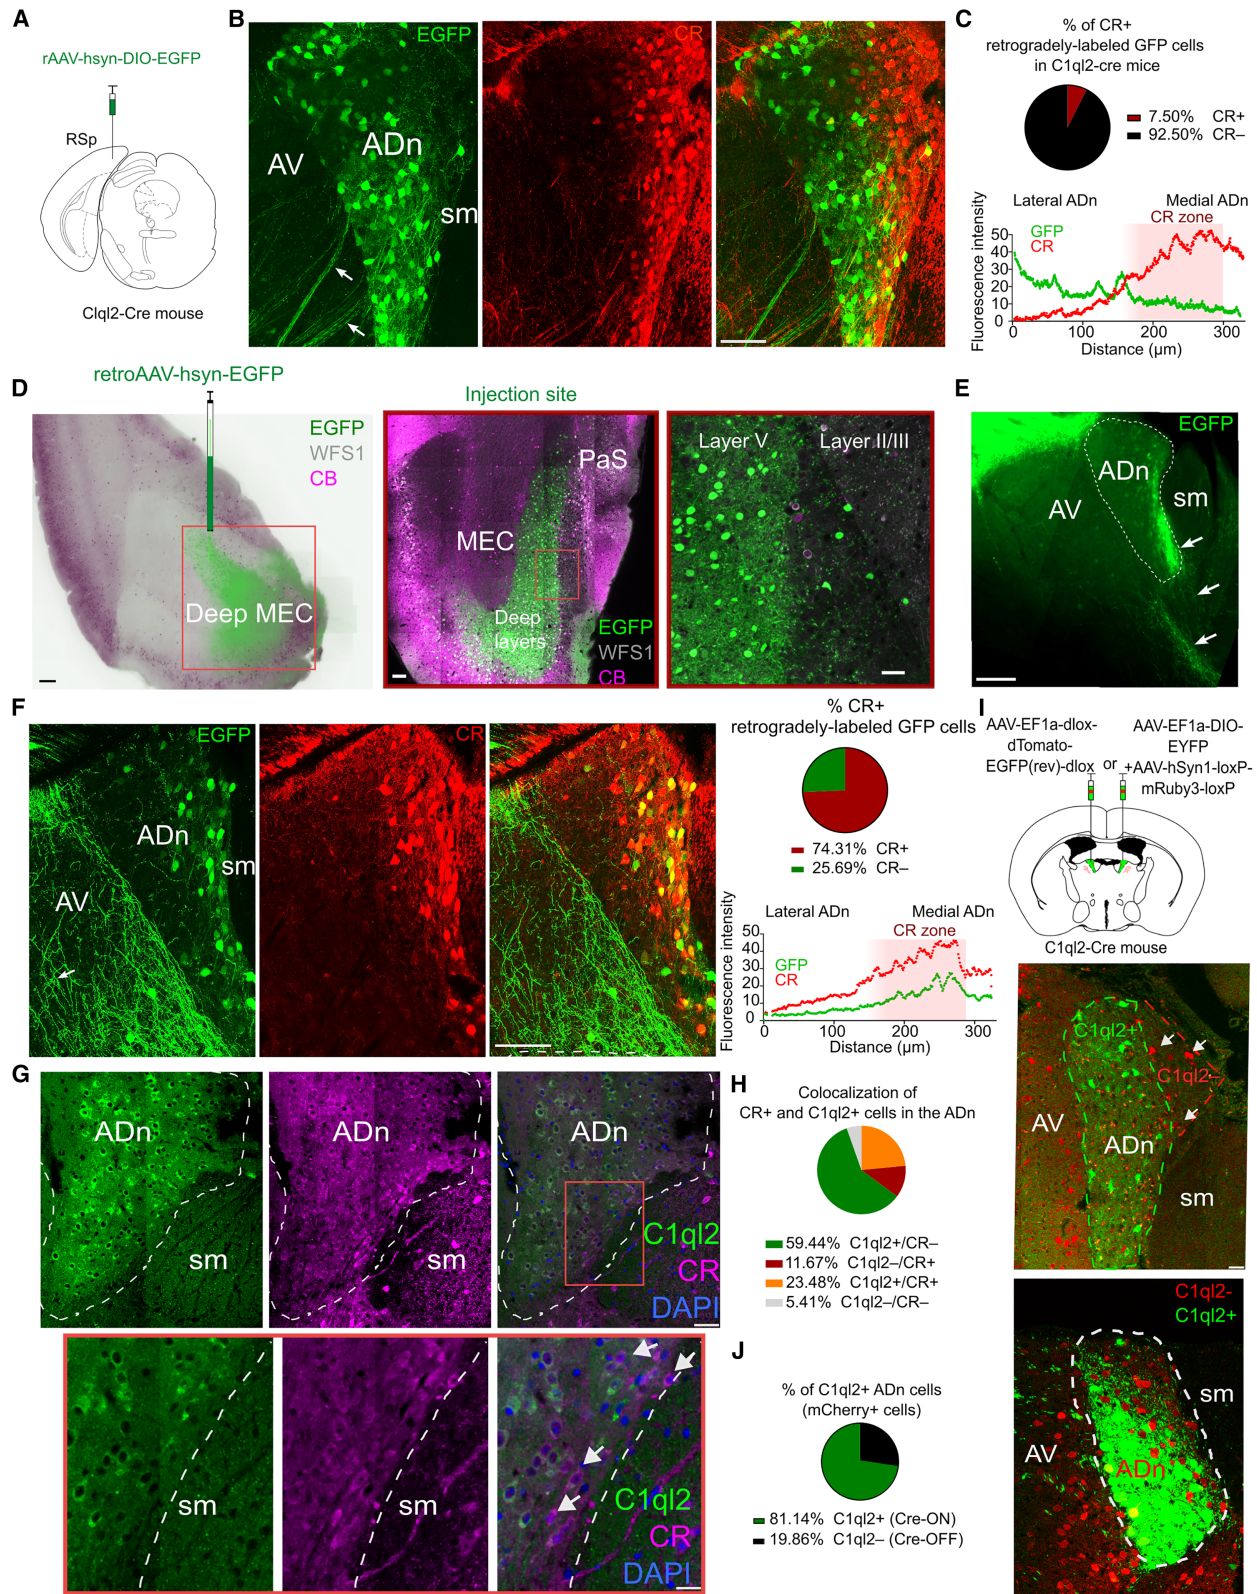 A
rAAV-hsyn-DIO-EGFP
RSp
Clql2-Cre mouse
B
EGFP
ADn
AV
sm
CR
C
% of CR+
retrogradely-labeled GFP cells
in C1ql2-cre mice
7.50% CR+
92.50% CR–
Lateral ADn
Medial ADn
CR zone
GFP
CR
Fluorescence intensity
50
40
30
20
10
0
0
100
200
300
Distance (µm)
D
retroAAV-hsyn-EGFP
EGFP
WFS1
CB
Deep MEC
Injection site
PaS
MEC
Deep
layers
EGFP
WFS1
CB
Layer V
Layer II/III
E
EGFP
ADn
AV
sm
F
EGFP
ADn
sm
AV
CR
% CR+
retrogradely-labeled GFP cells
74.31% CR+
25.69% CR–
Lateral ADn
Medial ADn
CR zone
GFP
CR
Fluorescence intensity
50
40
30
20
10
0
0
100
200
300
Distance (µm)
G
ADn
sm
ADn
sm
ADn
C1ql2
CR
DAPI
sm
sm
C1ql2
CR
DAPI
H
Colocalization of
CR+ and C1ql2+ cells in the ADn
59.44% C1ql2+/CR–
11.67% C1ql2–/CR+
23.48% C1ql2+/CR+
5.41% C1ql2–/CR–
I
AAV-EF1a-dlox-
dTomato-
EGFP(rev)-dlox
or
AAV-EF1a-DIO-
EYFP
+AAV-hSyn1-loxP-
mRuby3-loxP
C1ql2-Cre mouse
C1ql2+
C1ql2–
AV
ADn
sm
C1ql2-
C1ql2+
sm
AV
ADn
J
% of C1ql2+ ADn cells
(mCherry+ cells)
81.14% C1ql2+ (Cre-ON)
19.86% C1ql2– (Cre-OFF)